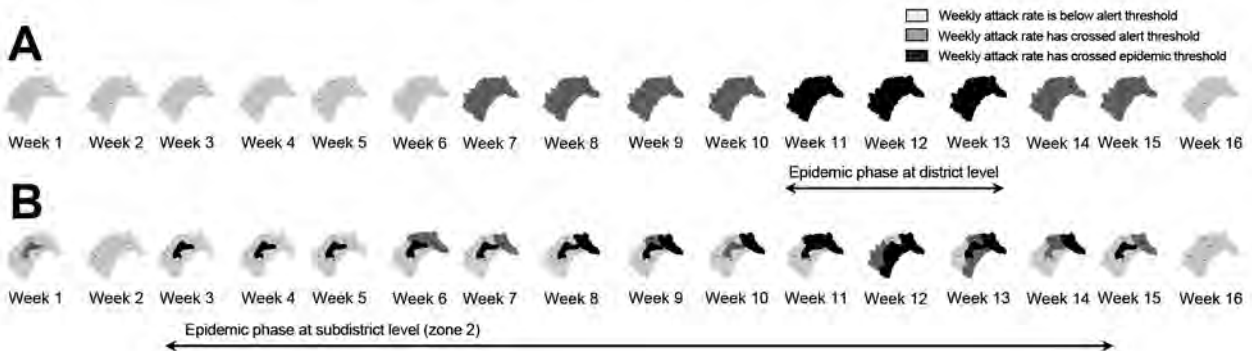 Weekly attack rate is below alert threshold
Weekly attack rate has crossed alert threshold
Weekly attack rate has crossed epidemic threshold
A
Week 1 Week 2 Week 3 Week 4 Week 5 Week 6 Week 7 Week 8 Week 9 Week 10 Week 11 Week 12 Week 13 Week 14 Week 15 Week 16
Epidemic phase at district level
B
Week 1 Week 2 Week 3 Week 4 Week 5 Week 6 Week 7 Week 8 Week 9 Week 10 Week 11 Week 12 Week 13 Week 14 Week 15 Week 16
Epidemic phase at subdistrict level (zone 2)